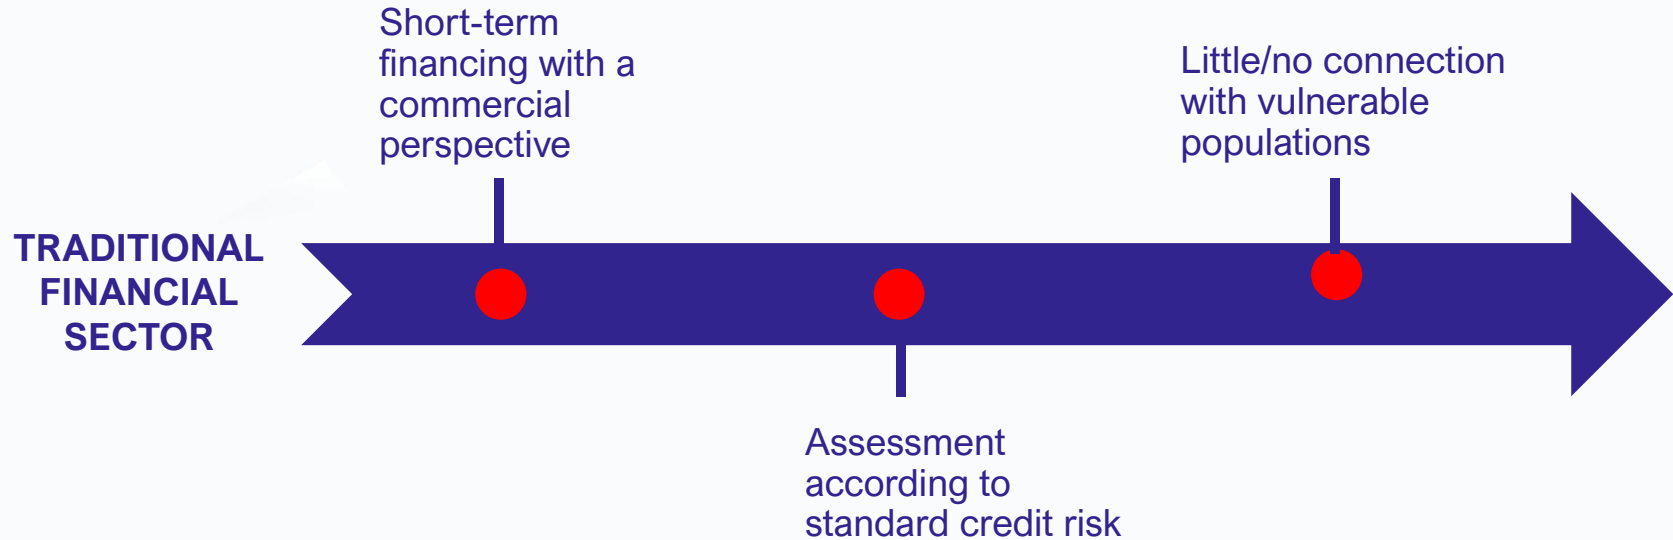 Short-term
financing with a
commercial
perspective
Little/no connection
with vulnerable
populations
TRADITIONAL
FINANCIAL
SECTOR
Assessment
according to
standard credit risk